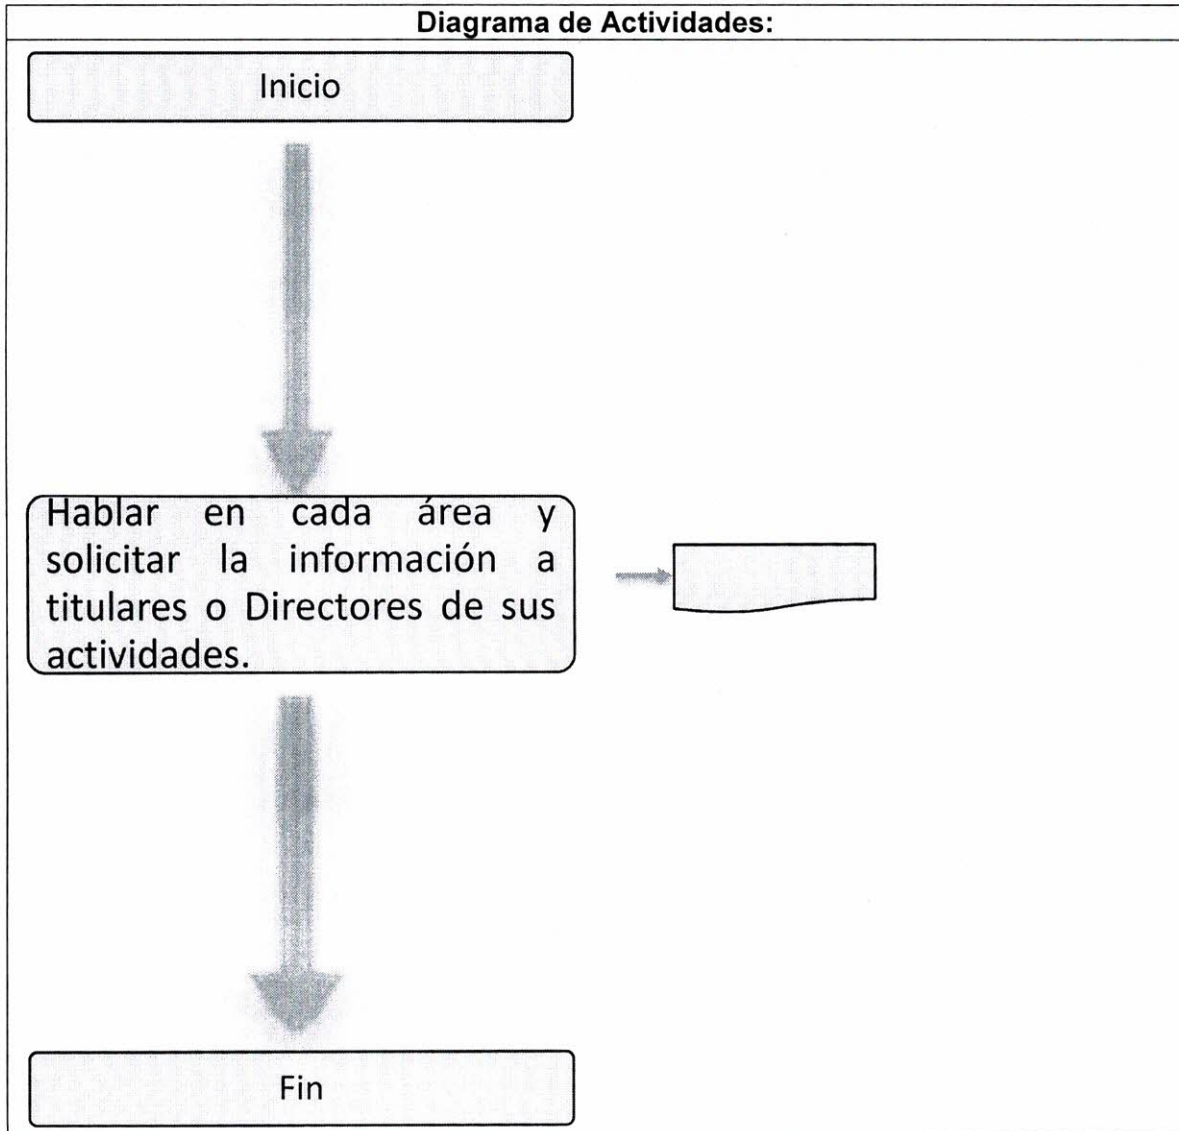 Diagrama de Actividades:
Inicio
Hablar en cada área y
solicitar la información a
titulares o Directores de sus
actividades.
Fin